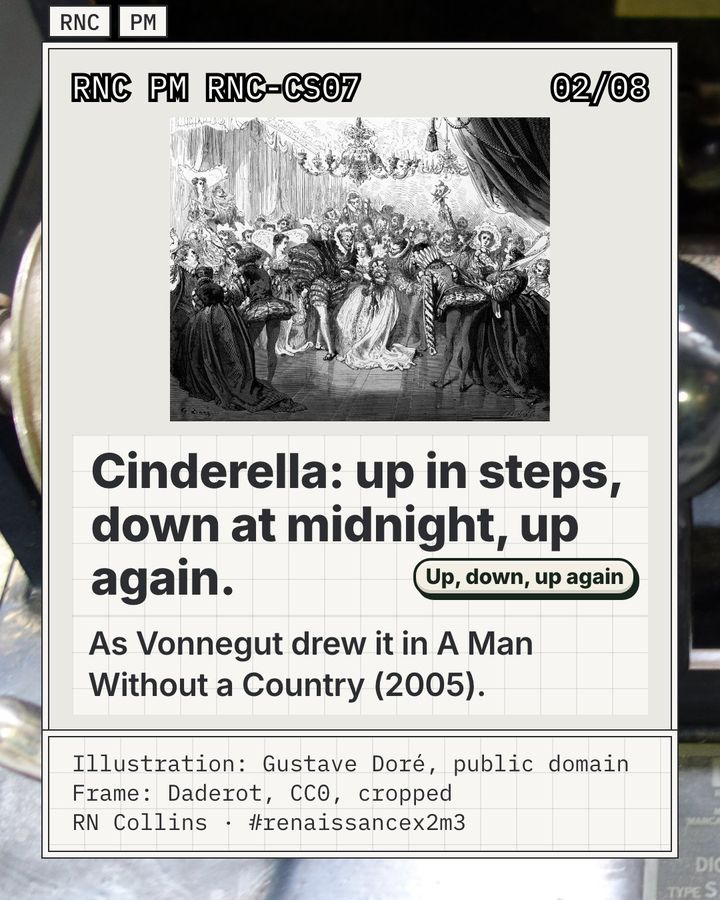 RNC PM
RNC PM RNC-CS07 02/08
Cinderella: up in steps,
down at midnight, up
again.
Up, down, up again
As Vonnegut drew it in A Man
Without a Country (2005).
Illustration: Gustave Doré, public domain
Frame: Daderot, CC0, cropped
RN Collins · #renaissancex2m3
TYPE S